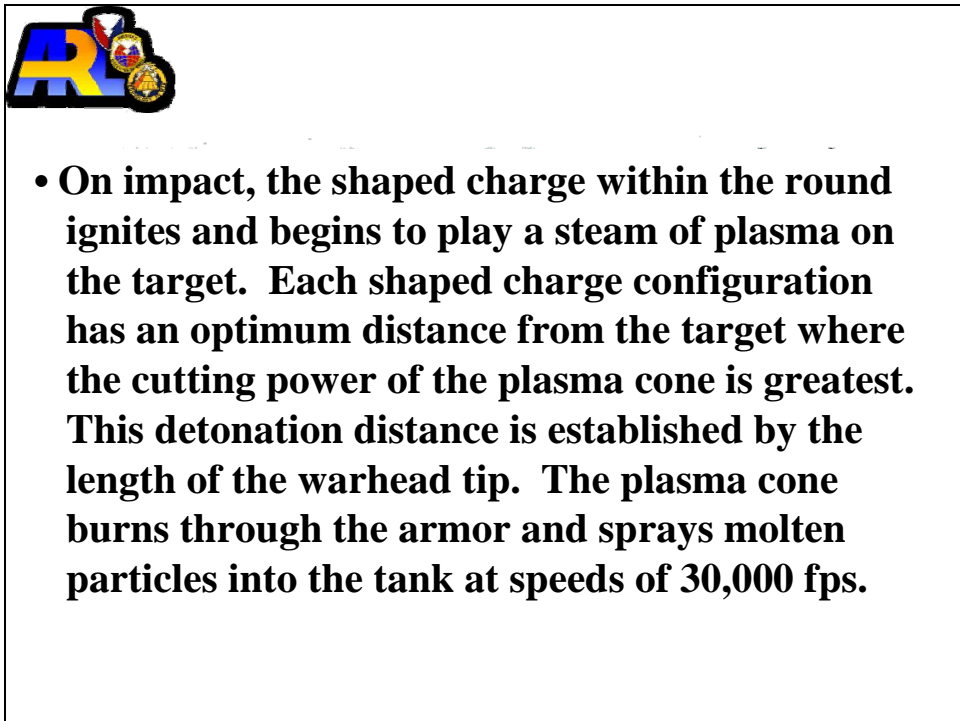 ARL
• On impact, the shaped charge within the round
ignites and begins to play a steam of plasma on
the target.  Each shaped charge configuration
has an optimum distance from the target where
the cutting power of the plasma cone is greatest.
This detonation distance is established by the
length of the warhead tip.  The plasma cone
burns through the armor and sprays molten
particles into the tank at speeds of 30,000 fps.